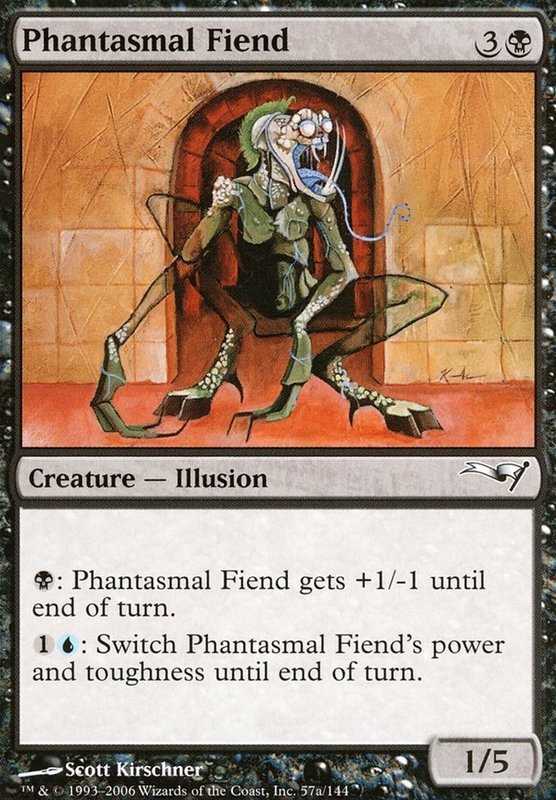 Phantasmal Fiend 3
Creature — Illusion
: Phantasmal Fiend gets +1/-1 until
end of turn.
1 : Switch Phantasmal Fiend's power
and toughness until end of turn.
1/5
Scott Kirschner
™ & © 1993–2006 Wizards of the Coast, Inc. 57a/144